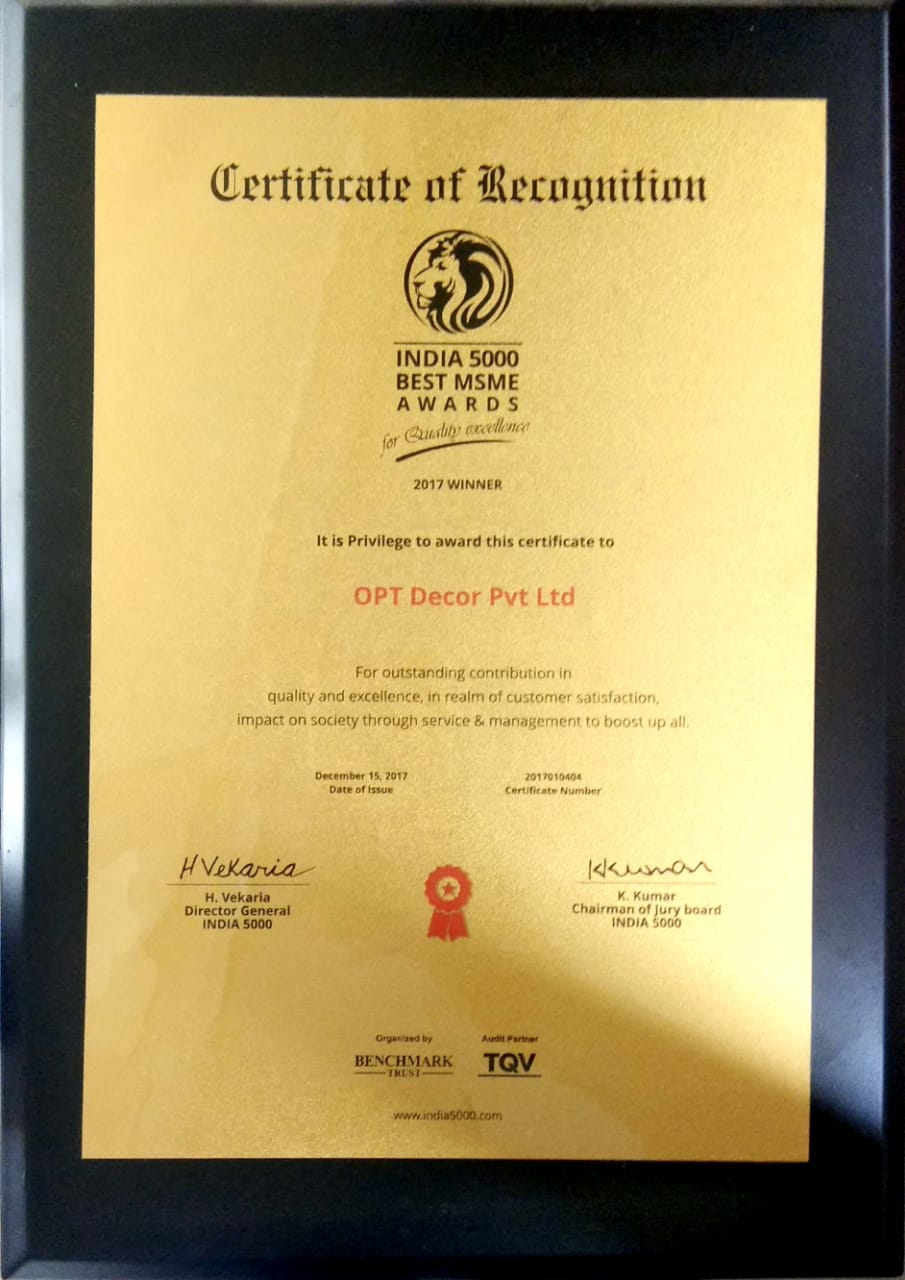 Certificate of Recognition
INDIA 5000
BEST MSME
AWARDS
for Quality excellence
2017 WINNER
It is Privilege to award this certificate to
OPT Decor Pvt Ltd
For outstanding contribution in
quality and excellence, in realm of customer satisfaction,
impact on society through service & management to boost up all.
December 15, 2017
Date of Issue
2017010404
Certificate Number
H Vekaria
H. Vekaria
Director General
INDIA 5000
KKumar
K. Kumar
Chairman of Jury board
INDIA 5000
Organized by
BENCHMARK
TRUST
Audit Partner
TQV
www.india5000.com